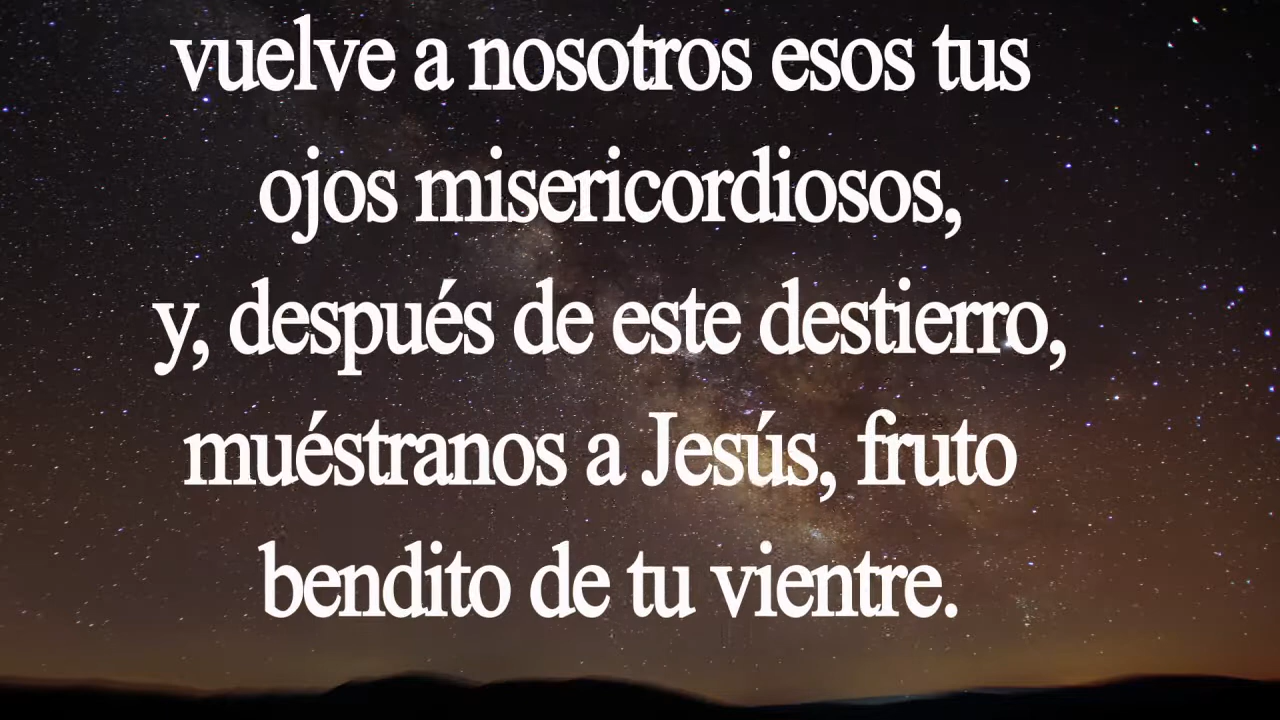 vuelve a nosotros esos tus
ojos misericordiosos,
y, después de este destierro,
muéstranos a Jesús, fruto
bendito de tu vientre.